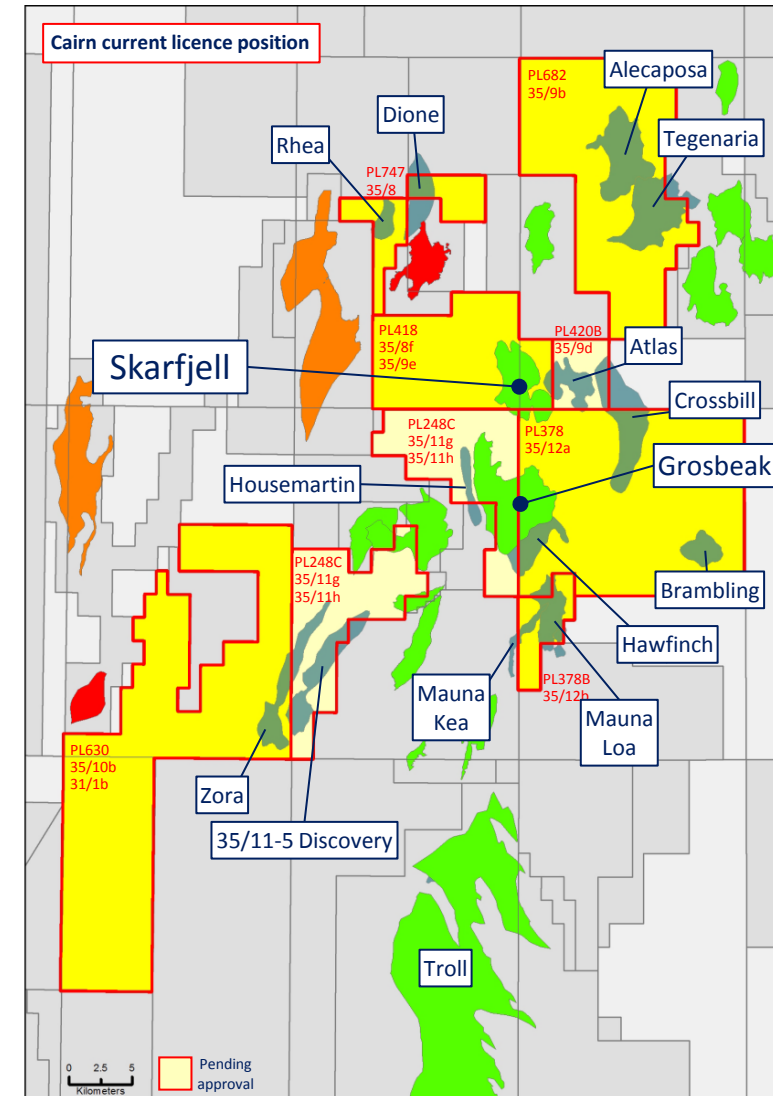 Cairn current licence position
PL682
35/9b
Alecaposa
Dione
Tegenaria
Rhea
PL747
35/8
PL418
35/8f
35/9e
PL420B
35/9d
Atlas
Skarfjell
Crossbill
PL248C
35/11g
35/11h
PL378
35/12a
Grosbeak
Housemartin
PL248C
35/11g
35/11h
Brambling
Hawfinch
Mauna
Kea
PL378B
35/12b
Mauna
Loa
PL630
35/10b
31/1b
Zora
35/11-5 Discovery
Troll
0 2.5 5
Kilometers
Pending
approval